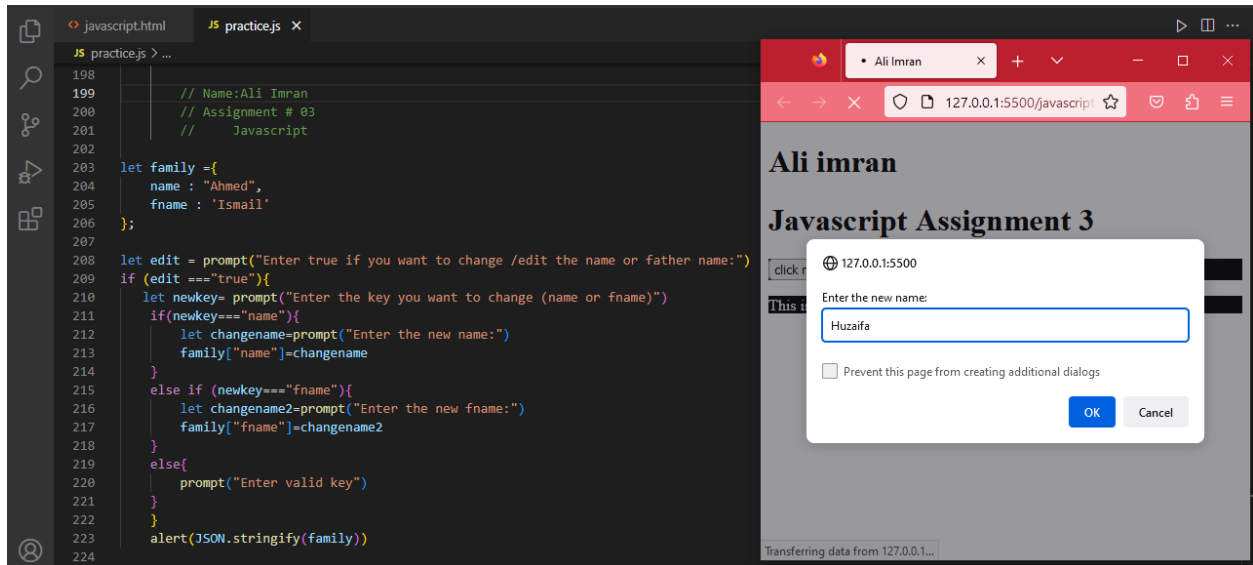 javascript.html
JS practice.js
JS practice.js > ...
198
199 // Name:Ali Imran
200 // Assignment # 03
201 // Javascript
202
203 let family ={
204 name : "Ahmed",
205 fname : 'Ismail'
206 };
207
208 let edit = prompt("Enter true if you want to change /edit the name or father name:")
209 if (edit ==="true"){
210 let newkey= prompt("Enter the key you want to change (name or fname)")
211 if(newkey==="name"){
212 let changename=prompt("Enter the new name:")
213 family["name"]=changename
214 }
215 else if (newkey==="fname"){
216 let changename2=prompt("Enter the new fname:")
217 family["fname"]=changename2
218 }
219 else{
220 prompt("Enter valid key")
221 }
222 }
223 alert(JSON.stringify(family))
224
Ali Imran
127.0.0.1:5500/javascript
Ali imran
Javascript Assignment 3
click
This
127.0.0.1:5500
Enter the new name:
Huzaifa
Prevent this page from creating additional dialogs
OK
Cancel
Transferring data from 127.0.0.1...